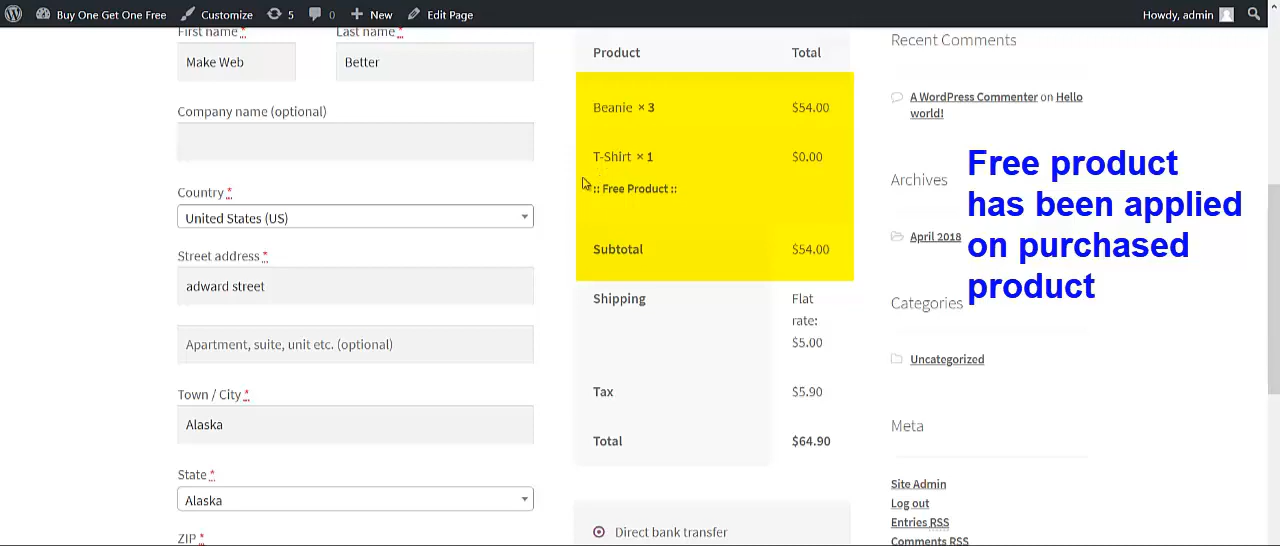 Buy One Get One Free Customize 5 0 New Edit Page Howdy, admin
First name * Last name *
Make Web Better
Company name (optional)
Country *
United States (US)
Street address *
adward street
Apartment, suite, unit etc. (optional)
Town / City *
Alaska
State *
Alaska
ZIP *
Product Total
Beanie × 3 $54.00
T-Shirt × 1 $0.00
:: Free Product ::
Subtotal $54.00
Shipping Flat
rate:
$5.00
Tax $5.90
Total $64.90
Direct bank transfer
Recent Comments
A WordPress Commenter on Hello
world!
Archives
April 2018
Categories
Uncategorized
Meta
Site Admin
Log out
Entries RSS
Comments RSS
Free product
has been applied
on purchased
product